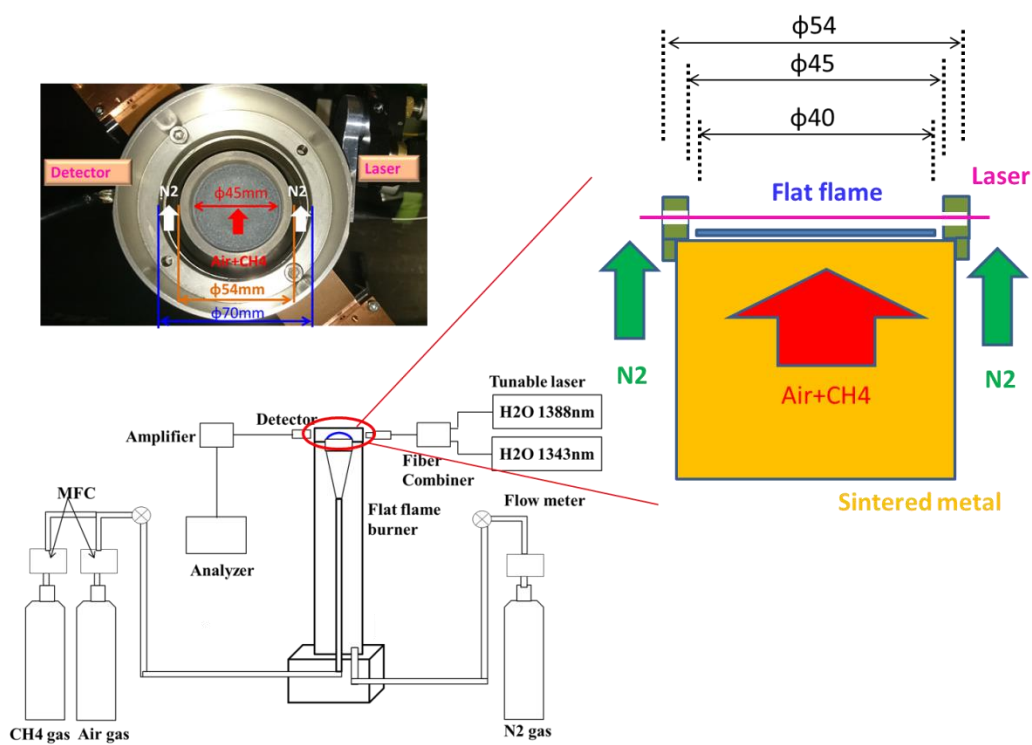 ϕ54
ϕ45
ϕ40
Detector
N2
ϕ45mm
N2
Laser
Air+CH4
ϕ54mm
ϕ70mm
Flat flame
Laser
N2
Air+CH4
N2
Sintered metal
Tunable laser
H2O 1388nm
H2O 1343nm
Detector
Amplifier
Fiber
Combiner
MFC
Flat flame
burner
Flow meter
Analyzer
CH4 gas
Air gas
N2 gas